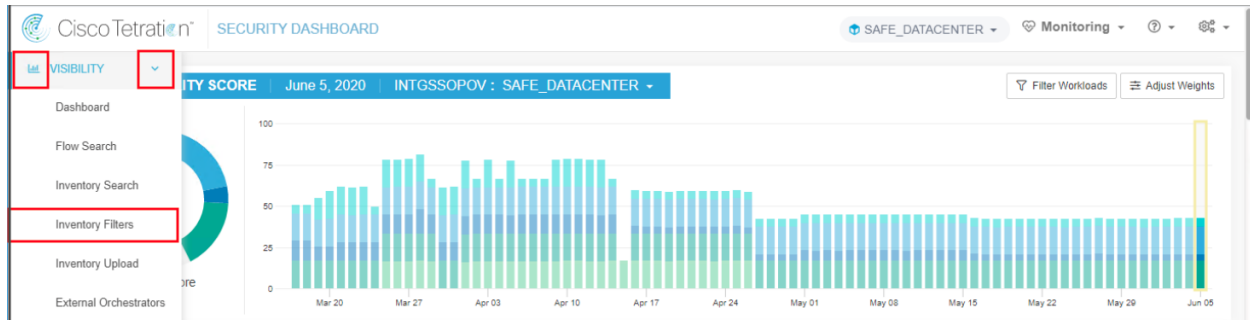 Cisco Tetration™ SECURITY DASHBOARD SAFE_DATACENTER Monitoring ?
VISIBILITY
ITY SCORE June 5, 2020 INTGSSOPOV : SAFE_DATACENTER Filter Workloads Adjust Weights
Dashboard
Flow Search
Inventory Search
Inventory Filters
Inventory Upload
External Orchestrators
ore
100
75
50
25
0
Mar 20 Mar 27 Apr 03 Apr 10 Apr 17 Apr 24 May 01 May 08 May 15 May 22 May 29 Jun 05